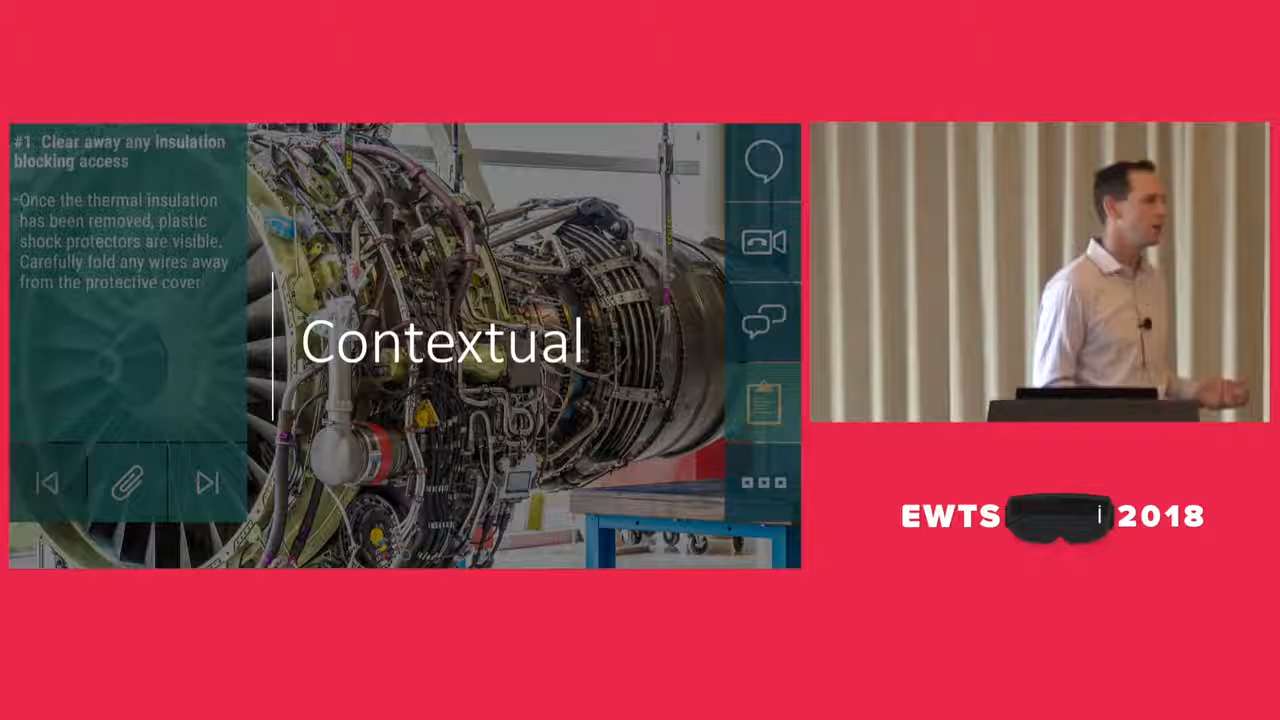 #1 Clear away any Insulation
blocking access
-Once the thermal insulation
has been removed, plastic
shock protectors are visible.
Carefully fold any wires away
from the protective cover
Contextual
EWTS 2018